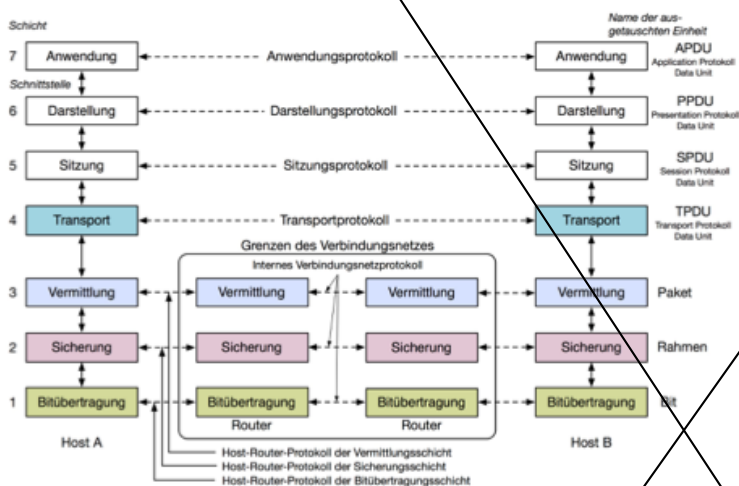 Schicht
Name der aus-
getauschten Einheit
7 Anwendung Anwendungsprotokoll Anwendung APDU
Application Protokoll
Data Unit
Schnittstelle
6 Darstellung Darstellungsprotokoll Darstellung PPDU
Presentation Protokoll
Data Unit
5 Sitzung Sitzungsprotokoll Sitzung SPDU
Session Protokoll
Data Unit
4 Transport Transportprotokoll Transport TPDU
Transport Protokoll
Data Unit
Grenzen des Verbindungsnetzes
Internes Verbindungsnetzprotokoll
3 Vermittlung Vermittlung Vermittlung Vermittlung Paket
2 Sicherung Sicherung Sicherung Sicherung Rahmen
1 Bitübertragung Bitübertragung Bitübertragung Bitübertragung Bit
Router Router
Host A Host B
Host-Router-Protokoll der Vermittlungsschicht
Host-Router-Protokoll der Sicherungsschicht
Host-Router-Protokoll der Bitübertragungsschicht